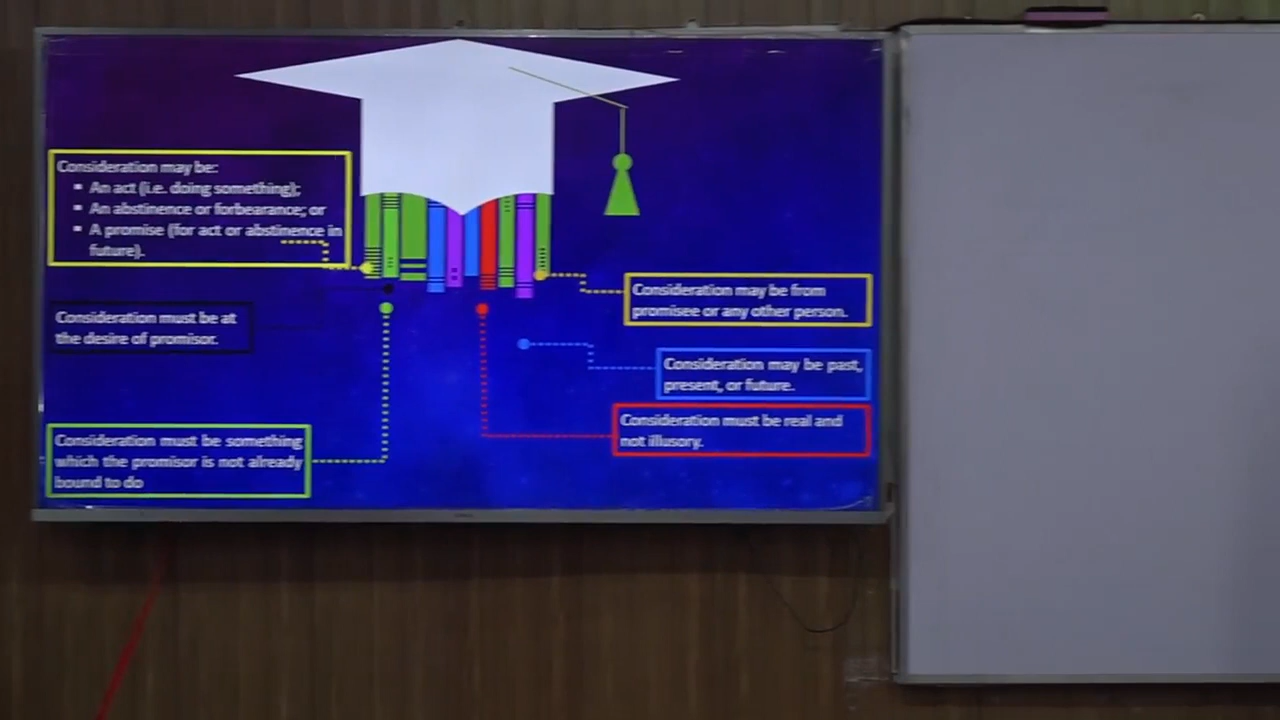 Consideration may be:
▪ An act (i.e. doing something);
▪ An abstinence or forbearance; or
▪ A promise (for act or abstinence in
future).
Consideration must be at
the desire of promisor.
Consideration must be something
which the promisor is not already
bound to do
Consideration may be from
promisee or any other person.
Consideration may be past,
present, or future.
Consideration must be real and
not illusory.